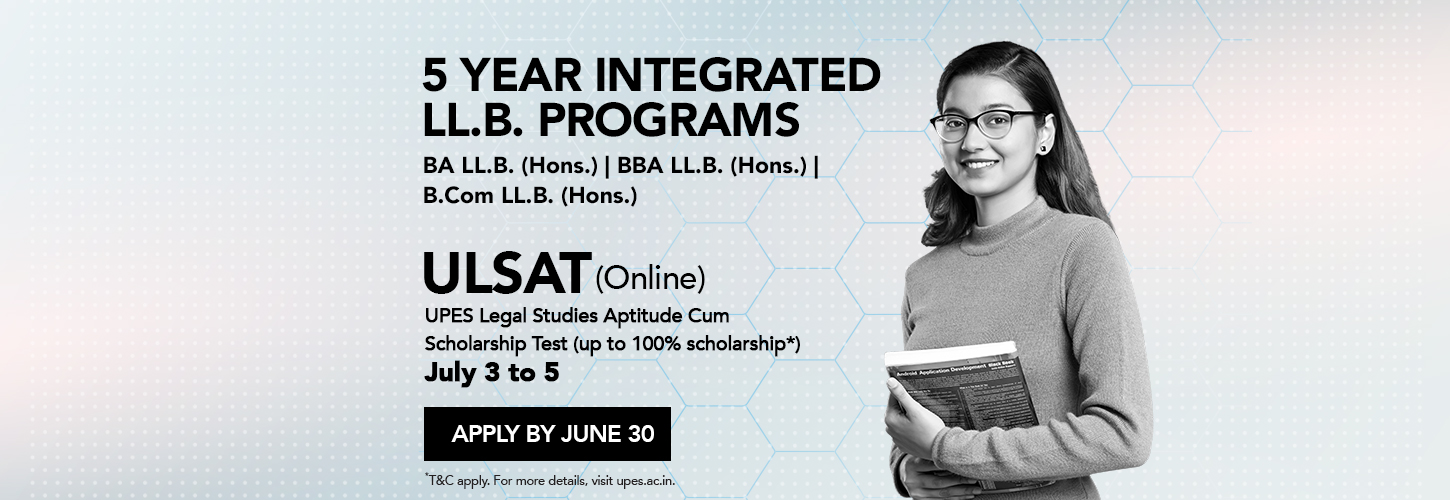 5 YEAR INTEGRATED
LL.B. PROGRAMS
BA LL.B. (Hons.) | BBA LL.B. (Hons.) |
B.Com LL.B. (Hons.)
ULSAT (Online)
UPES Legal Studies Aptitude Cum
Scholarship Test (up to 100% scholarship*)
July 3 to 5
APPLY BY JUNE 30
*T&C apply. For more details, visit upes.ac.in.
Android Application Development Black Book